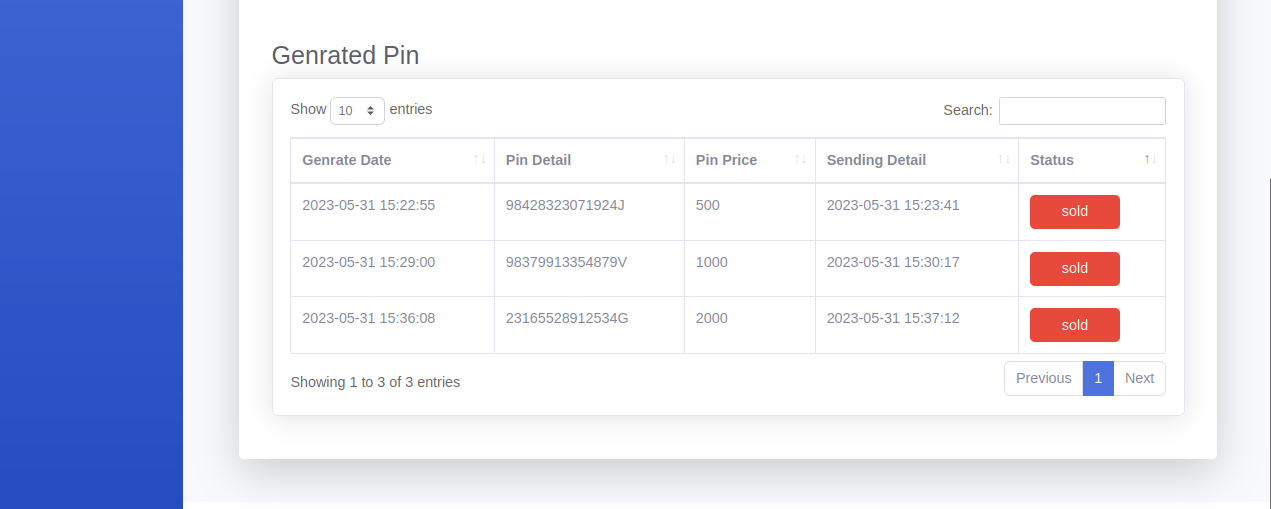 Genrated Pin
Show 10 entries Search:
Genrate Date Pin Detail Pin Price Sending Detail Status
2023-05-31 15:22:55 98428323071924J 500 2023-05-31 15:23:41 sold
2023-05-31 15:29:00 98379913354879V 1000 2023-05-31 15:30:17 sold
2023-05-31 15:36:08 23165528912534G 2000 2023-05-31 15:37:12 sold
Showing 1 to 3 of 3 entries Previous 1 Next